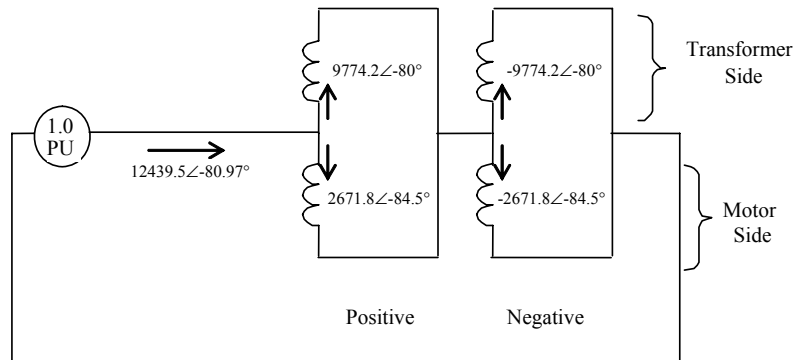 9774.2∠-80°
-9774.2∠-80°
Transformer
Side
1.0
PU
12439.5∠-80.97°
2671.8∠-84.5°
-2671.8∠-84.5°
Motor
Side
Positive
Negative